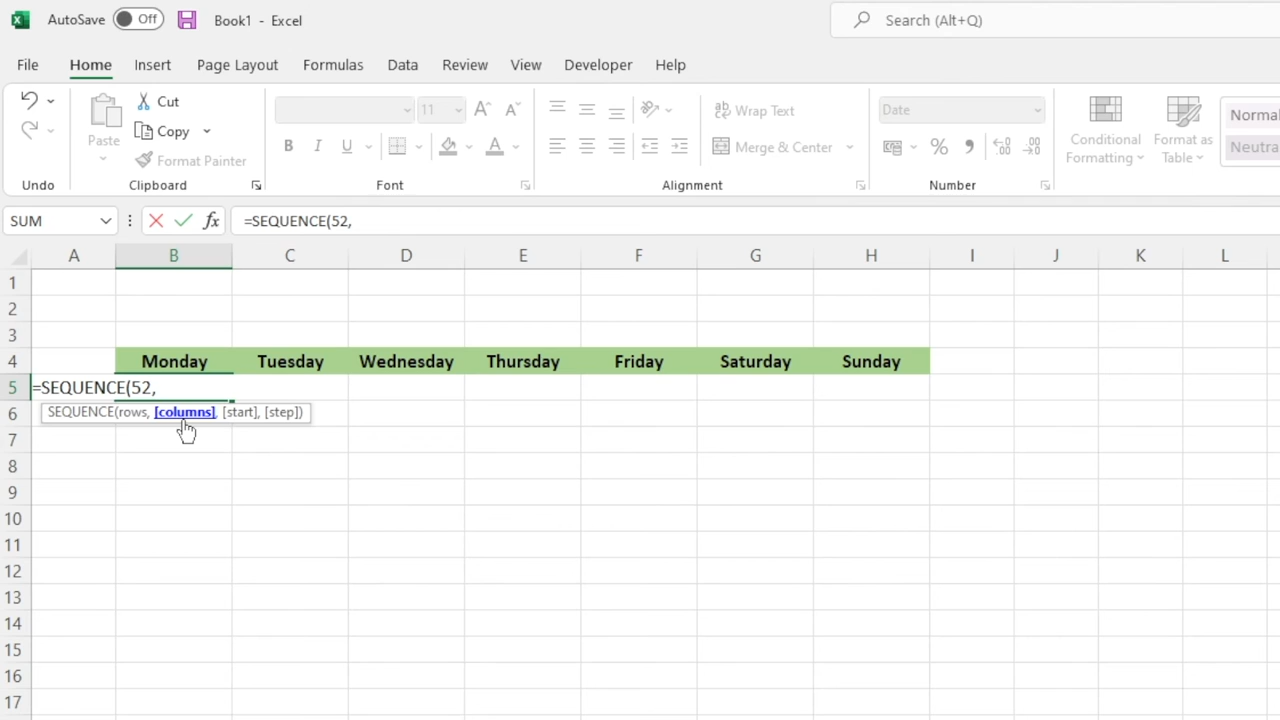 AutoSave Off Book1 - Excel Search (Alt+Q)
File Home Insert Page Layout Formulas Data Review View Developer Help
Cut
Copy
Format Painter
Paste
11
B I U A
Wrap Text
Merge & Center
Date
% 9
Conditional Formatting
Format as Table
Normal
Neutra
Undo Clipboard Font Alignment Number
SUM fx =SEQUENCE(52,
A B C D E F G H I J K L
1
2
3
4 Monday Tuesday Wednesday Thursday Friday Saturday Sunday
5 =SEQUENCE(52,
6 SEQUENCE(rows, [columns], [start], [step])
7
8
9
10
11
12
13
14
15
16
17